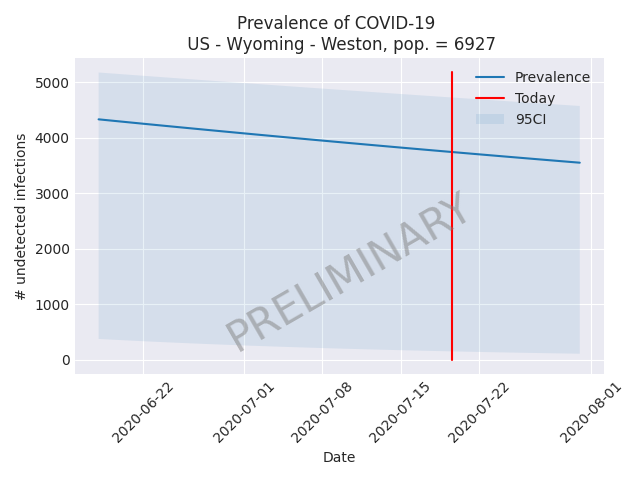 Prevalence of COVID-19
US - Wyoming - Weston, pop. = 6927
Prevalence
Today
95CI
5000
4000
3000
2000
1000
0
# undetected infections
PRELIMINARY
2020-06-22
2020-07-01
2020-07-08
2020-07-15
2020-07-22
2020-08-01
Date